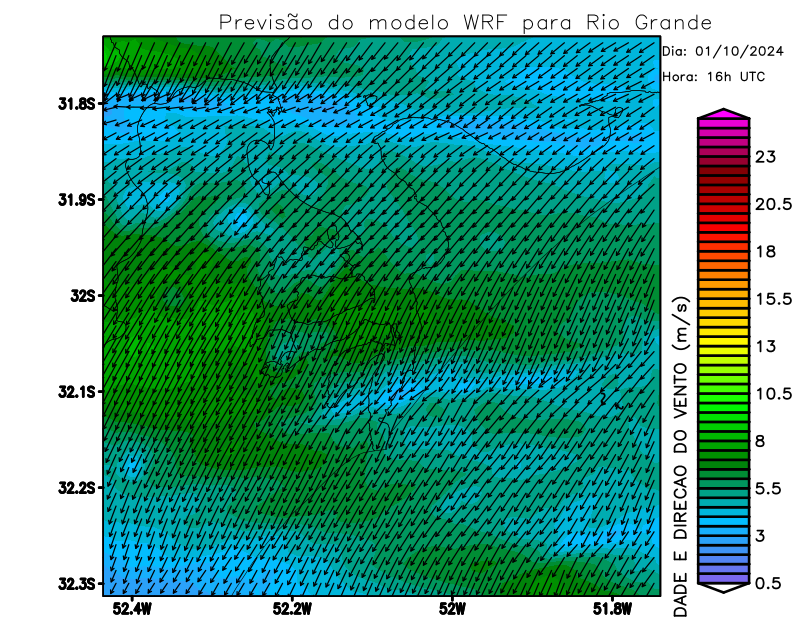 Previsão do modelo WRF para Rio Grande
Dia: 01/10/2024
Hora: 16h UTC
31.8S
31.9S
32S
32.1S
32.2S
32.3S
52.4W
52.2W
52W
51.8W
23
20.5
18
15.5
13
10.5
8
5.5
3
0.5
DADE E DIRECAO DO VENTO (m/s)